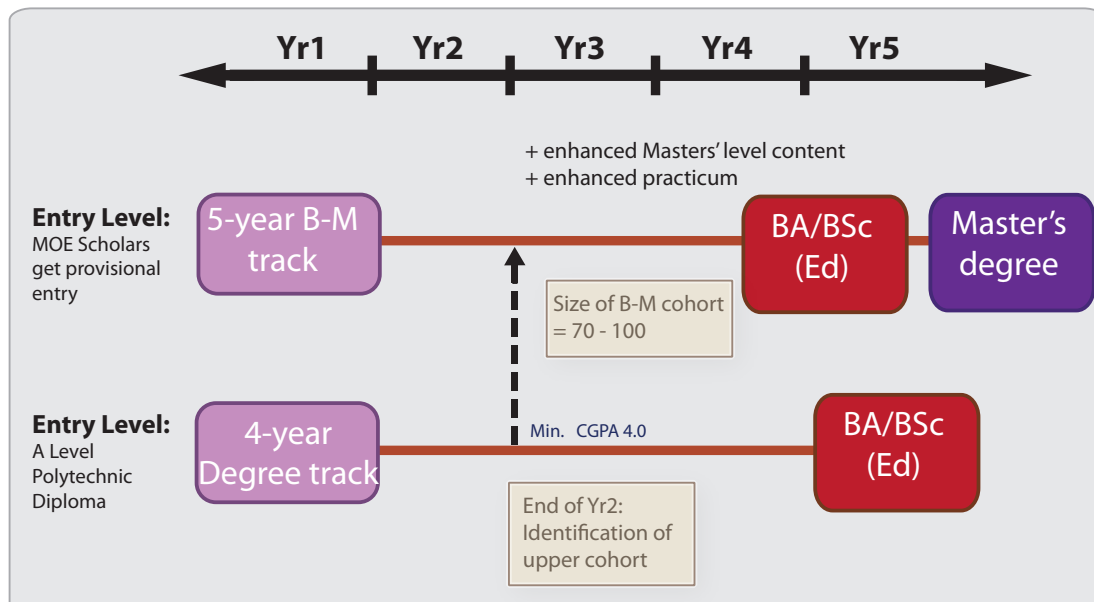 Yr1 Yr2 Yr3 Yr4 Yr5
+ enhanced Masters' level content
+ enhanced practicum
Entry Level:
MOE Scholars
get provisional
entry
5-year B-M
track
BA/BSc
(Ed)
Master's
degree
Size of B-M cohort
= 70 - 100
Entry Level:
A Level
Polytechnic
Diploma
4-year
Degree track
Min. CGPA 4.0
BA/BSc
(Ed)
End of Yr2:
Identification of
upper cohort